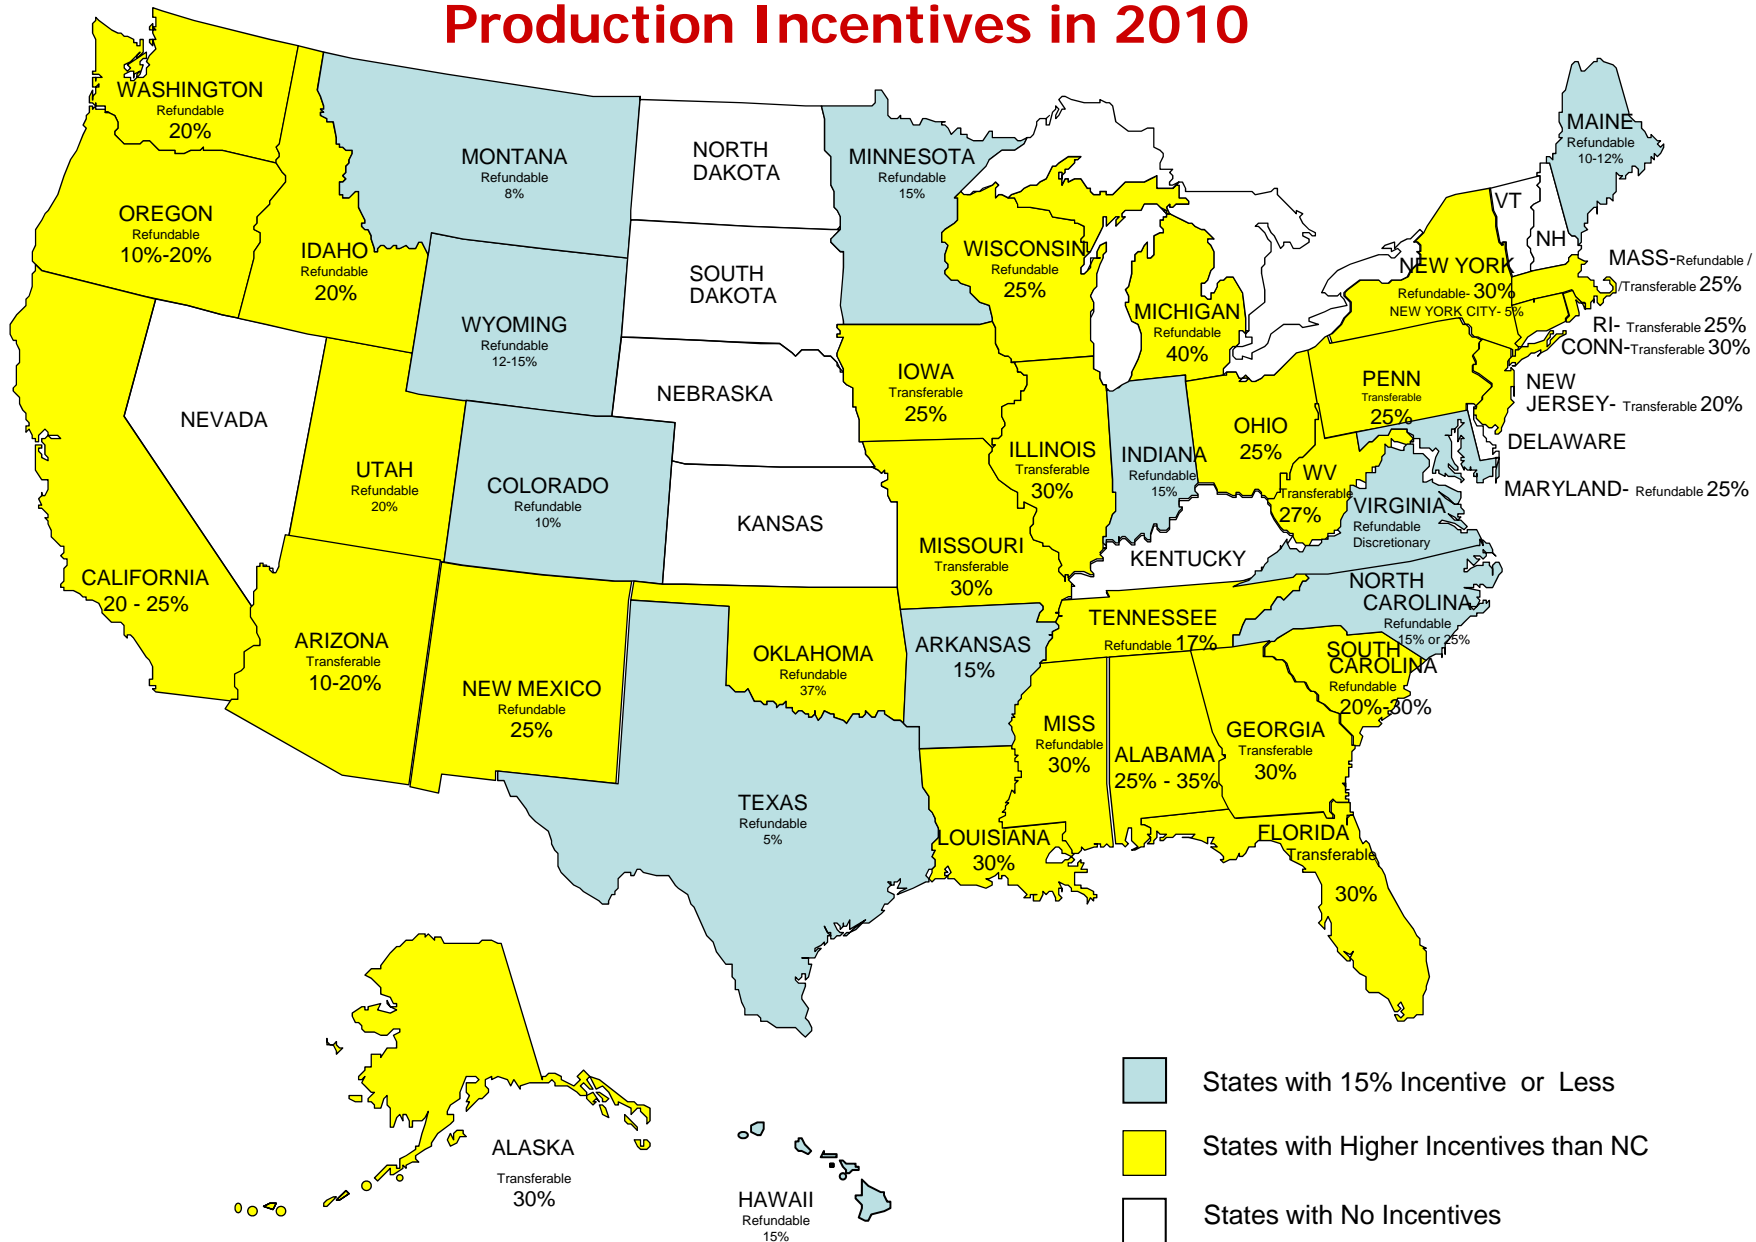 Production Incentives in 2010
WASHINGTON
Refundable
20%
OREGON
Refundable
10%-20%
IDAHO
Refundable
20%
MONTANA
Refundable
8%
NORTH
DAKOTA
MINNESOTA
Refundable
15%
WISCONSIN
Refundable
25%
MICHIGAN
Refundable
40%
MAINE
Refundable
10-12%
VT
NH
NEW YORK
Refundable- 30%
NEW YORK CITY- 5%
MASS-Refundable /
/Transferable 25%
RI- Transferable 25%
CONN-Transferable 30%
NEW
JERSEY- Transferable 20%
DELAWARE
MARYLAND- Refundable 25%
WYOMING
Refundable
12-15%
SOUTH
DAKOTA
NEBRASKA
IOWA
Transferable
25%
PENN
Transferable
25%
OHIO
25%
INDIANA
Refundable
15%
ILLINOIS
Transferable
30%
NEVADA
UTAH
Refundable
20%
COLORADO
Refundable
10%
KANSAS
MISSOURI
Transferable
30%
KENTUCKY
WV
Transferable
27%
VIRGINIA
Refundable
Discretionary
CALIFORNIA
20 - 25%
ARIZONA
Transferable
10-20%
NEW MEXICO
Refundable
25%
OKLAHOMA
Refundable
37%
ARKANSAS
15%
TENNESSEE
Refundable 17%
NORTH
CAROLINA
Refundable
15% or 25%
SOUTH
CAROLINA
Refundable
20%-30%
TEXAS
Refundable
5%
LOUISIANA
30%
MISS
Refundable
30%
ALABAMA
25% - 35%
GEORGIA
Transferable
30%
FLORIDA
Transferable
30%
ALASKA
Transferable
30%
HAWAII
Refundable
15%
States with 15% Incentive or Less
States with Higher Incentives than NC
States with No Incentives